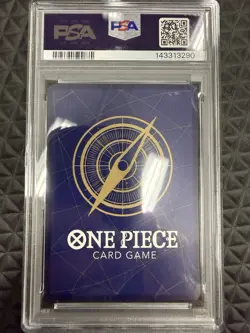 PSA
PSA
143313290
ONE PIECE
CARD GAME